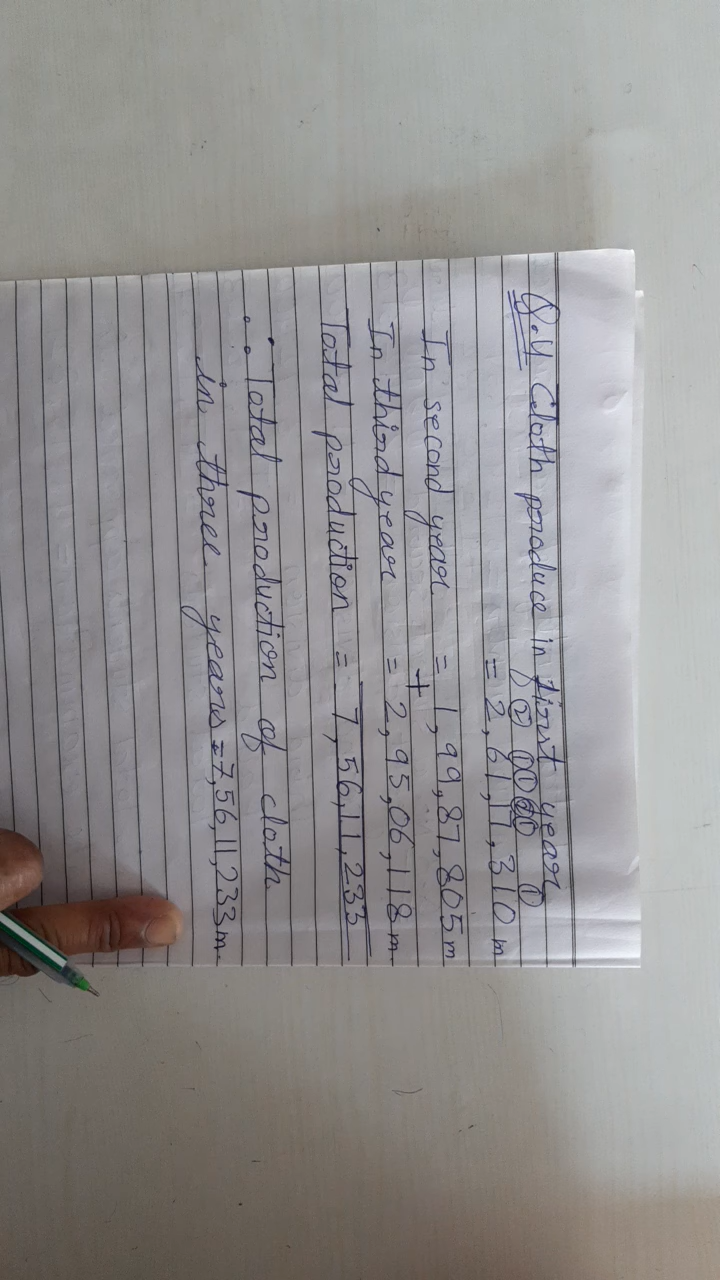 Q.4 Cloth produce in first year
= 2,61,17,310 m
In second year = 1,99,87,805 m
+
In third year = 2,95,06,118 m
Total production = 7,56,11,233
∴ Total production of cloth
in three years = 7,56,11,233 m.